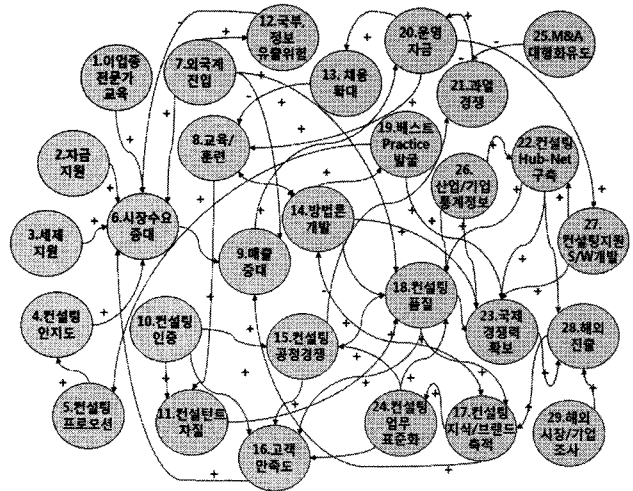 12.국부.
정보
유출위험
20.운영
자금
25.M&A
대형화유도
1.이업종
전문가
교육
7.외국계
진입
13. 채용
확대
21.과열
경쟁
8.교육/
훈련
19.베스트
Practice
발굴
22.컨설팅
Hub-Net
구축
2.자금
지원
26.
산업/기업
통계정보
6.시장수요
증대
14.방법론
개발
27.
컨설팅지원
S/W개발
3.세제
지원
9.매출
증대
18.컨설팅
품질
4.컨설팅
인지도
10.컨설팅
인증
15.컨설팅
공정경쟁
23.국제
경쟁력
확보
28.해외
진출
5.컨설팅
프로모션
11.컨설턴트
자질
24.컨설팅
업무
표준화
17.컨설팅
지식/브랜드
축적
29.해외
시장/기업
조사
16.고객
만족도